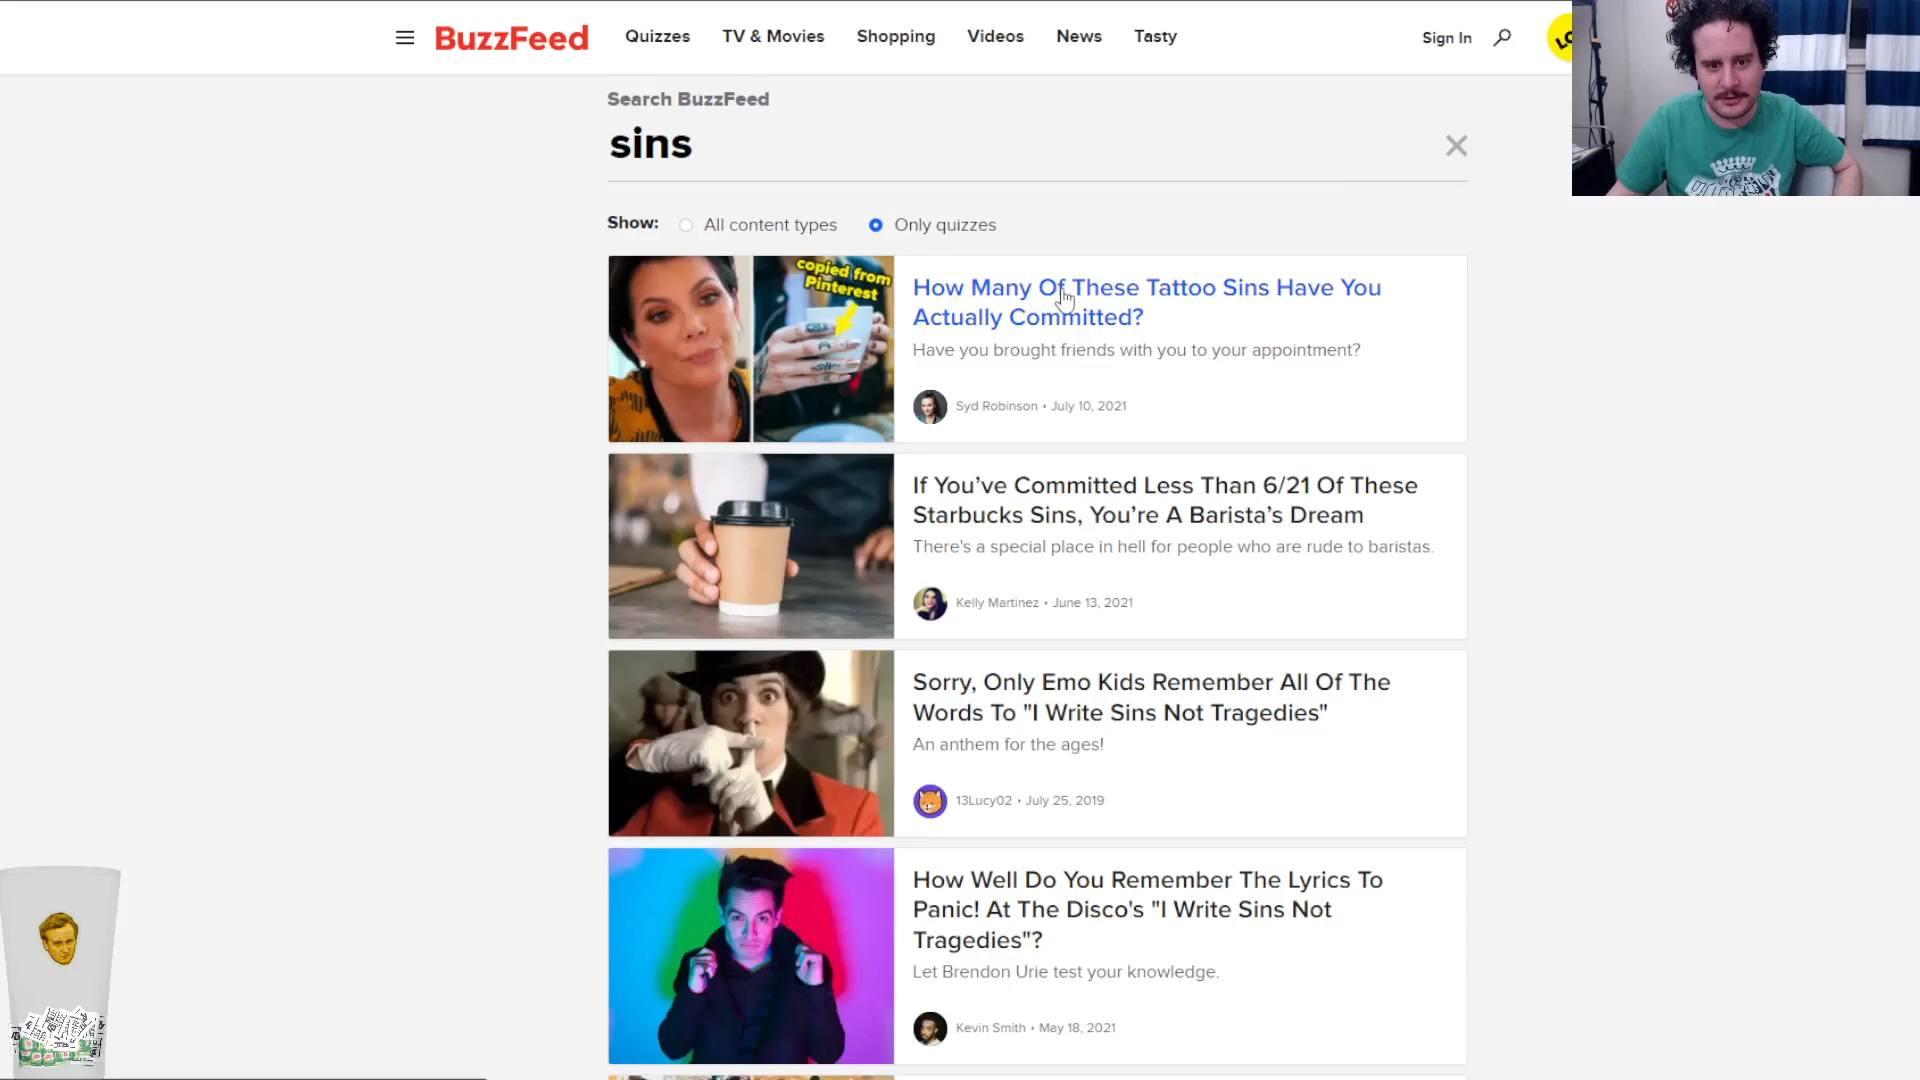 BuzzFeed
Quizzes TV & Movies Shopping Videos News Tasty
Sign In
Search BuzzFeed
sins
Show: All content types Only quizzes
copied from
Pinterest
How Many Of These Tattoo Sins Have You
Actually Committed?
Have you brought friends with you to your appointment?
Syd Robinson • July 10, 2021
If You’ve Committed Less Than 6/21 Of These
Starbucks Sins, You’re A Barista’s Dream
There's a special place in hell for people who are rude to baristas.
Kelly Martinez • June 13, 2021
Sorry, Only Emo Kids Remember All Of The
Words To "I Write Sins Not Tragedies"
An anthem for the ages!
13Lucy02 • July 25, 2019
How Well Do You Remember The Lyrics To
Panic! At The Disco's "I Write Sins Not
Tragedies"?
Let Brendon Urie test your knowledge.
Kevin Smith • May 18, 2021